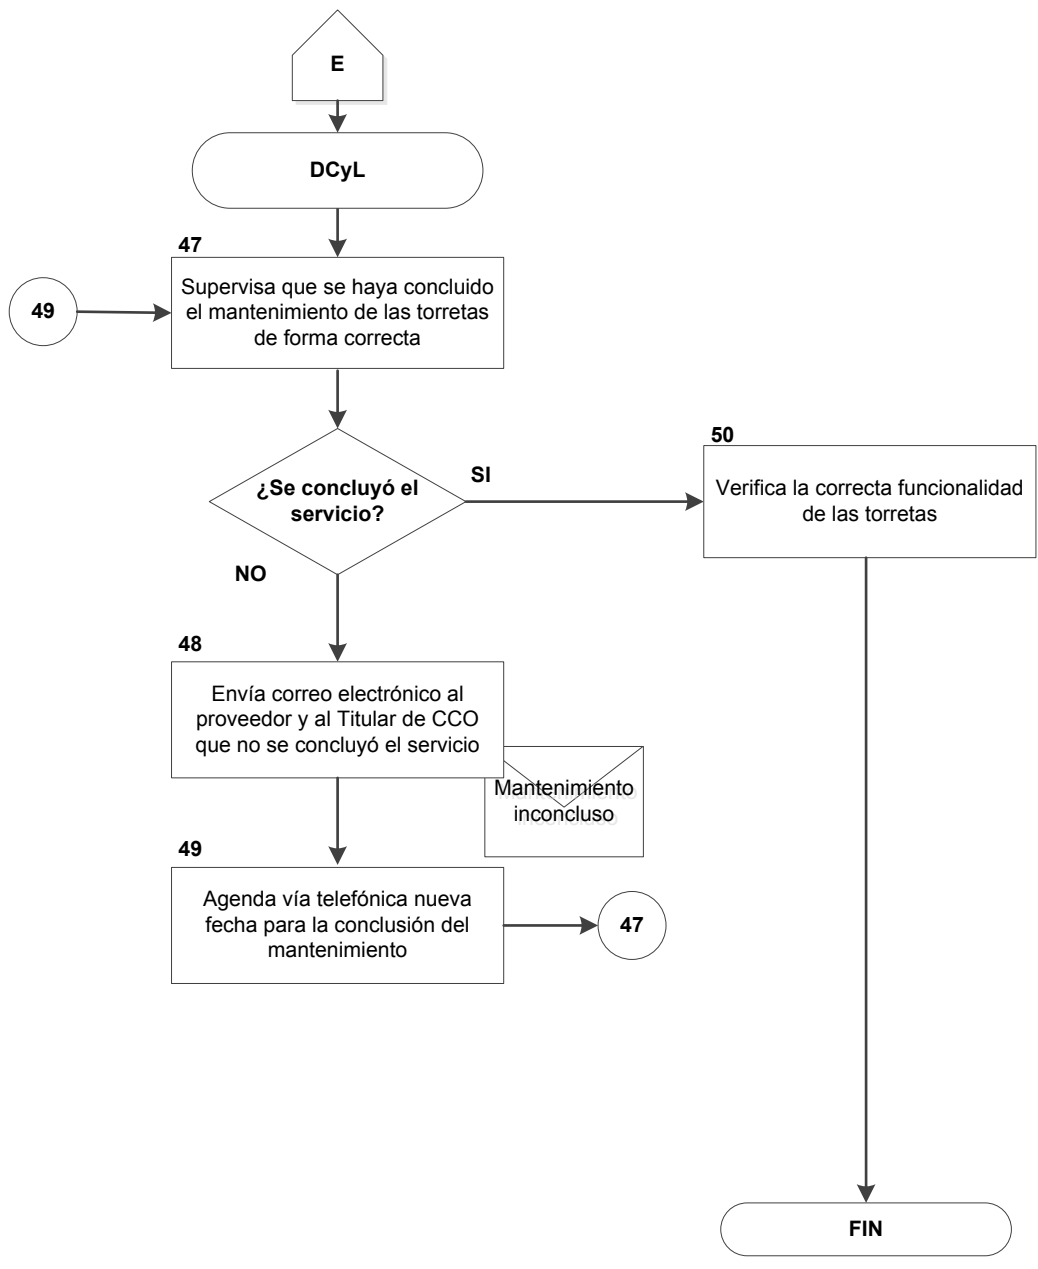 E
DCyL
47
Supervisa que se haya concluido
el mantenimiento de las torretas
de forma correcta
49
¿Se concluyó el
servicio?
SI
50
Verifica la correcta funcionalidad
de las torretas
NO
48
Envía correo electrónico al
proveedor y al Titular de CCO
que no se concluyó el servicio
Mantenimiento
inconcluso
49
Agenda vía telefónica nueva
fecha para la conclusión del
mantenimiento
47
FIN